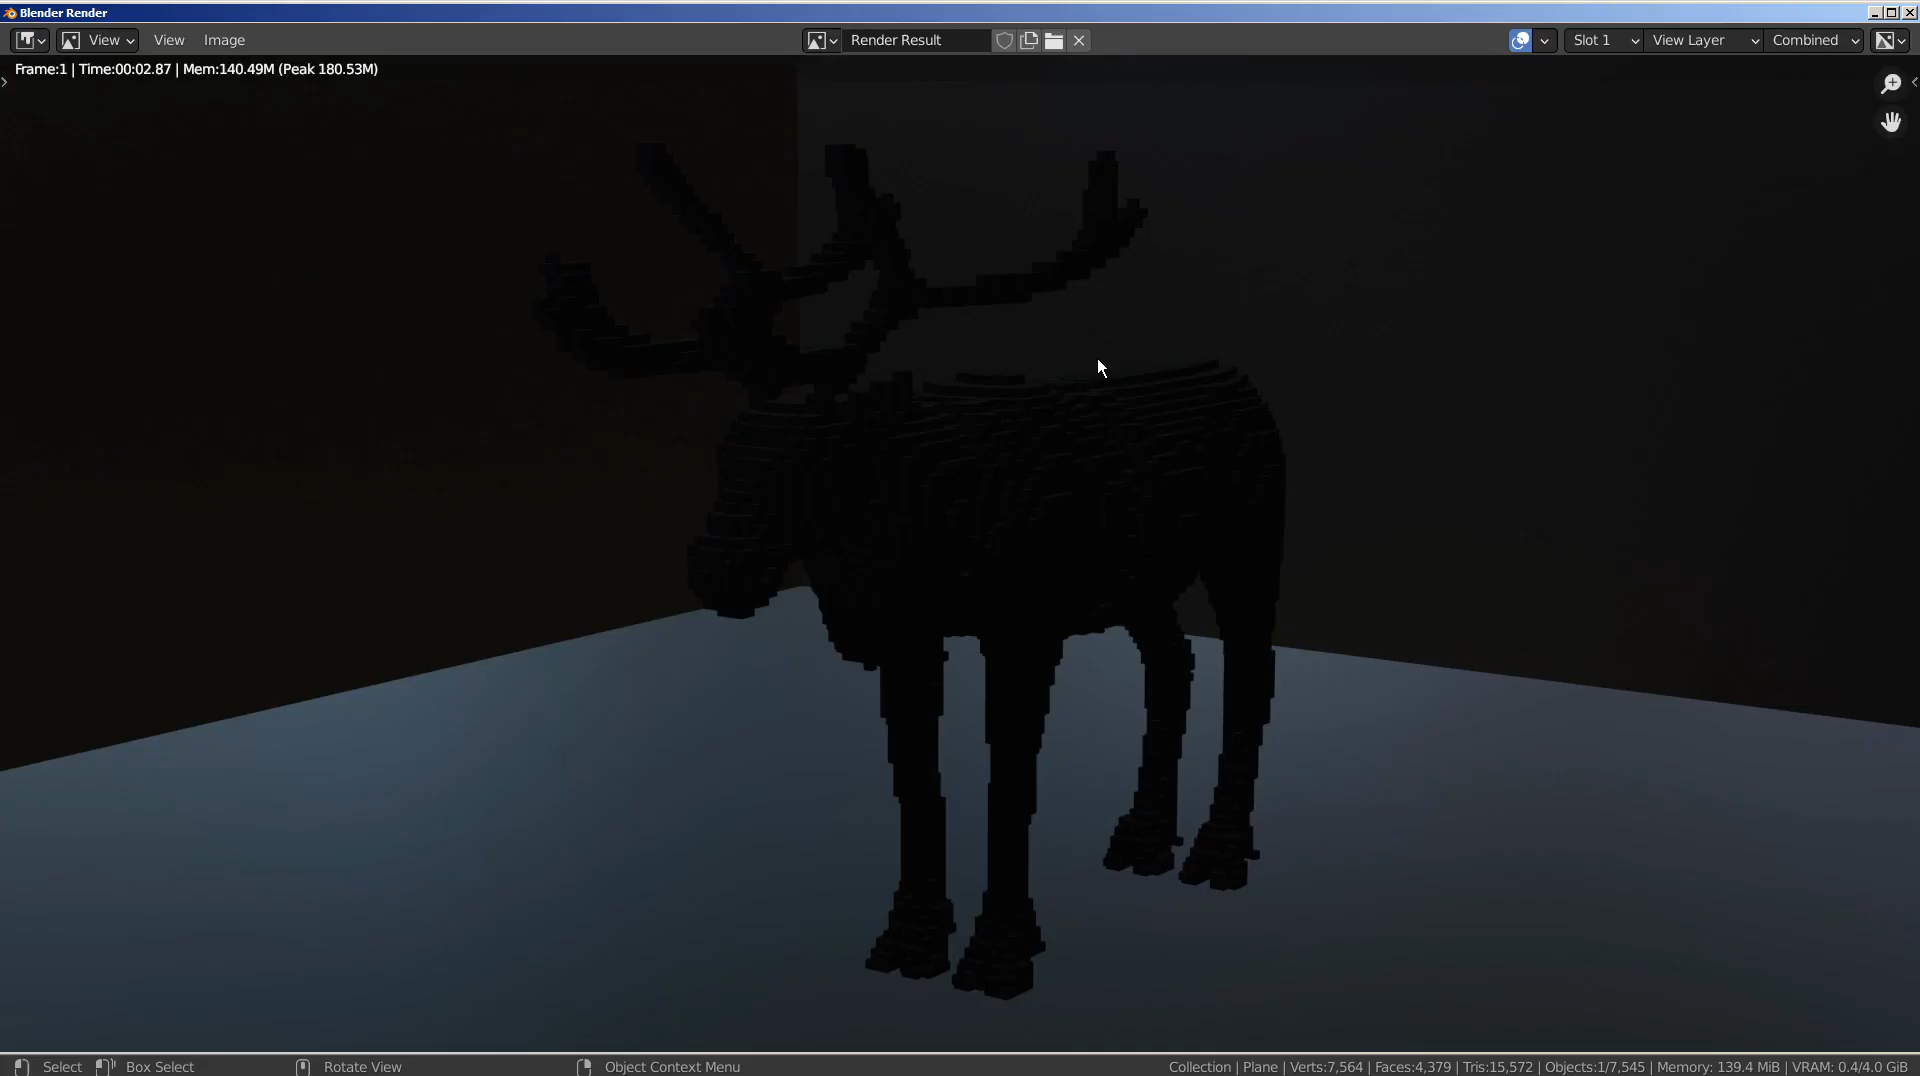 Blender Render
View View Image Render Result Slot 1 View Layer Combined
Frame:1 | Time:00:02.87 | Mem:140.49M (Peak 180.53M)
Select Box Select Rotate View Object Context Menu Collection | Plane | Verts:7,564 | Faces:4,379 | Tris:15,572 | Objects:1/7,545 | Memory: 139.4 MiB | VRAM: 0.4/4.0 GiB